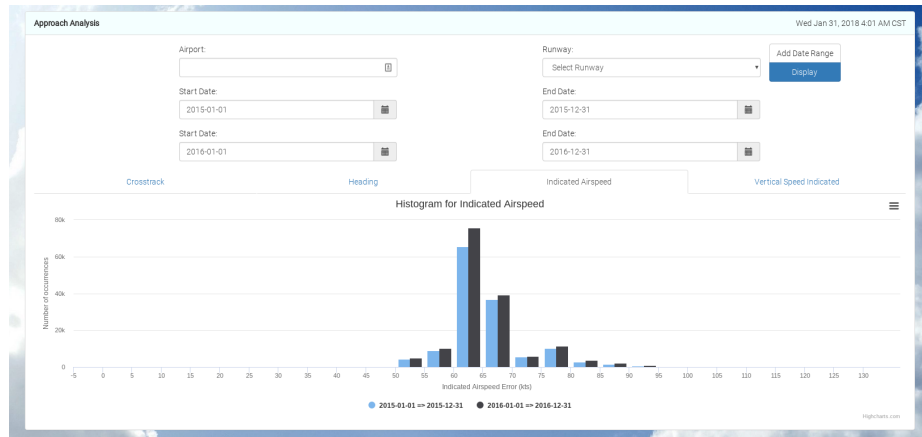 Approach Analysis Wed Jan 31, 2018 4:01 AM CST
Airport: Runway: Add Date Range
Select Runway Display
Start Date: End Date:
2015-01-01 2015-12-31
Start Date: End Date:
2016-01-01 2016-12-31
Crosstrack Heading Indicated Airspeed Vertical Speed Indicated
Histogram for Indicated Airspeed
Number of occurrences
80k
60k
40k
20k
0
-5 0 5 10 15 20 25 30 35 40 45 50 55 60 65 70 75 80 85 90 95 100 105 110 115 120 125 130
Indicated Airspeed Error (kts)
2015-01-01 => 2015-12-31 2016-01-01 => 2016-12-31
Highcharts.com